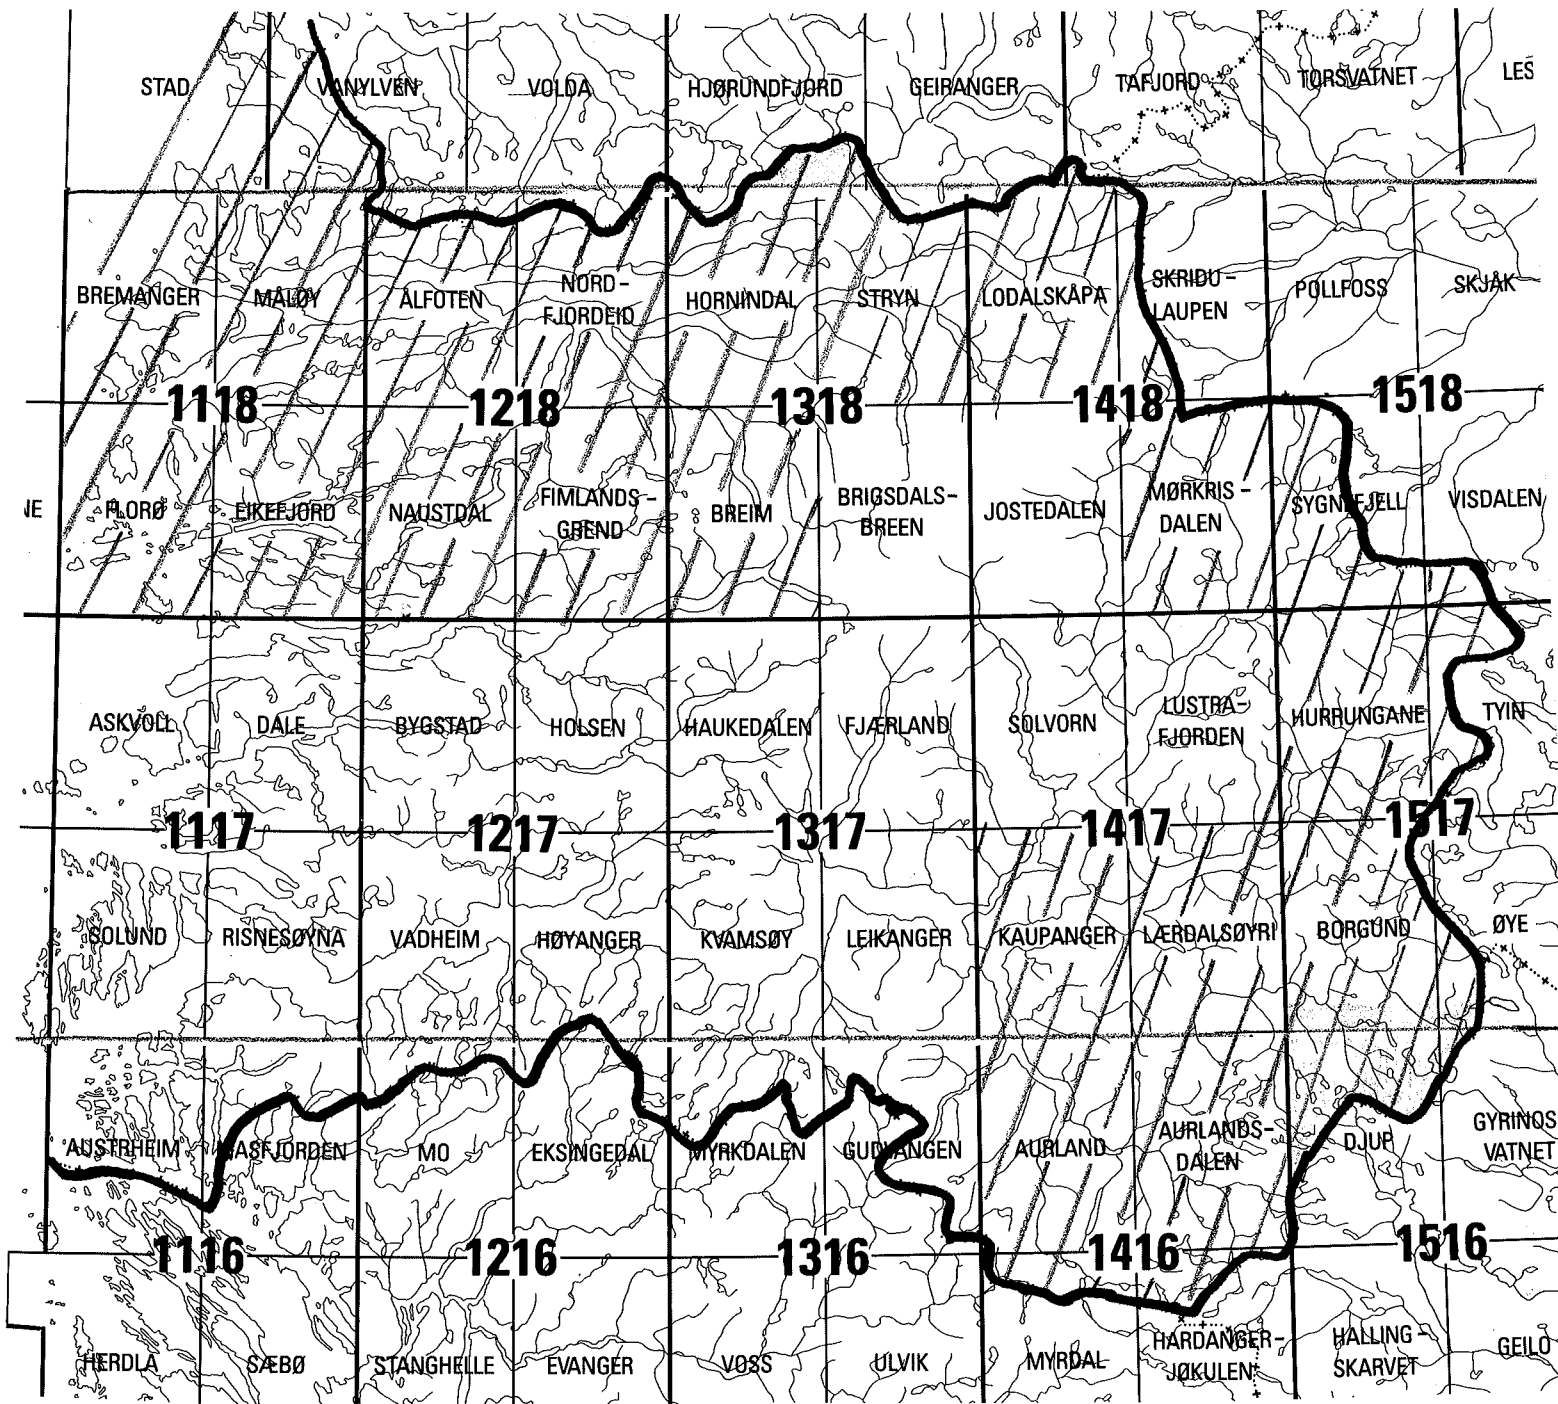 STAD VANYLVEN VOLDA HJØRUNDFJORD GEIRANGER TAFJORD TORSVATNET LES
BREMANGER MÅLØY ÅLFOTEN NORD-
FJORDEID HORNINDAL STRYN LODALSKÅPA SKRIDU-
LAUPEN POLLFOSS SKJÅK
1118 1218 1318 1418 1518
NE FLORØ EIKEFJORD NAUSTDAL FIMLANDS-
GREND BREIM BRIGSDALS-
BREEN JOSTEDALEN MØRKRIS-
DALEN SYGNEFJELL VISDALEN
ASKVOLL DALE BYGSTAD HOLSEN HAUKEDALEN FJÆRLAND SOLVORN LUSTRA-
FJORDEN HURRUNGANE TYIN
1117 1217 1317 1417 1517
SOLUND RISNESØYNA VADHEIM HØYANGER KVAMSØY LEIKANGER KAUPANGER LÆRDALSØYRI BORGUND ØYE
AUSTRHEIM MASFJORDEN MO EKSINGEDAL MYRKDALEN GUDVANGEN AURLAND AURLANDS-
DALEN DJUP GYRINOS
VATNET
1116 1216 1316 1416 1516
HERDLA SÆBØ STANGHELLE EVANGER VOSS ULVIK MYRDAL HARDANGER-
JØKULEN HALLING-
SKARVET GEILO